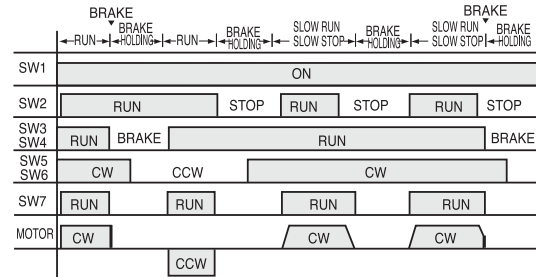 BRAKE BRAKE
RUN BRAKE HOLDING RUN BRAKE HOLDING SLOW RUN SLOW STOP BRAKE HOLDING SLOW RUN SLOW STOP BRAKE HOLDING
SW1 ON
SW2 RUN STOP RUN STOP RUN STOP
SW3 SW4 RUN BRAKE RUN BRAKE
SW5 SW6 CW CCW CW
SW7 RUN RUN RUN RUN
MOTOR CW CW CW
CCW